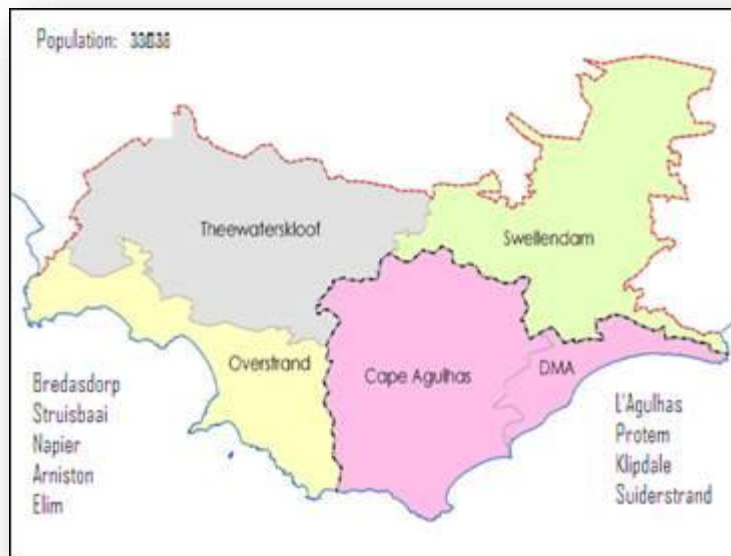 Population:
Theewaterskloof
Swellendam
Overstrand
Cape Agulhas
DMA
Bredasdorp
Struisbaai
Napier
Arniston
Elim
L'Agulhas
Protem
Klipdale
Suiderstrand